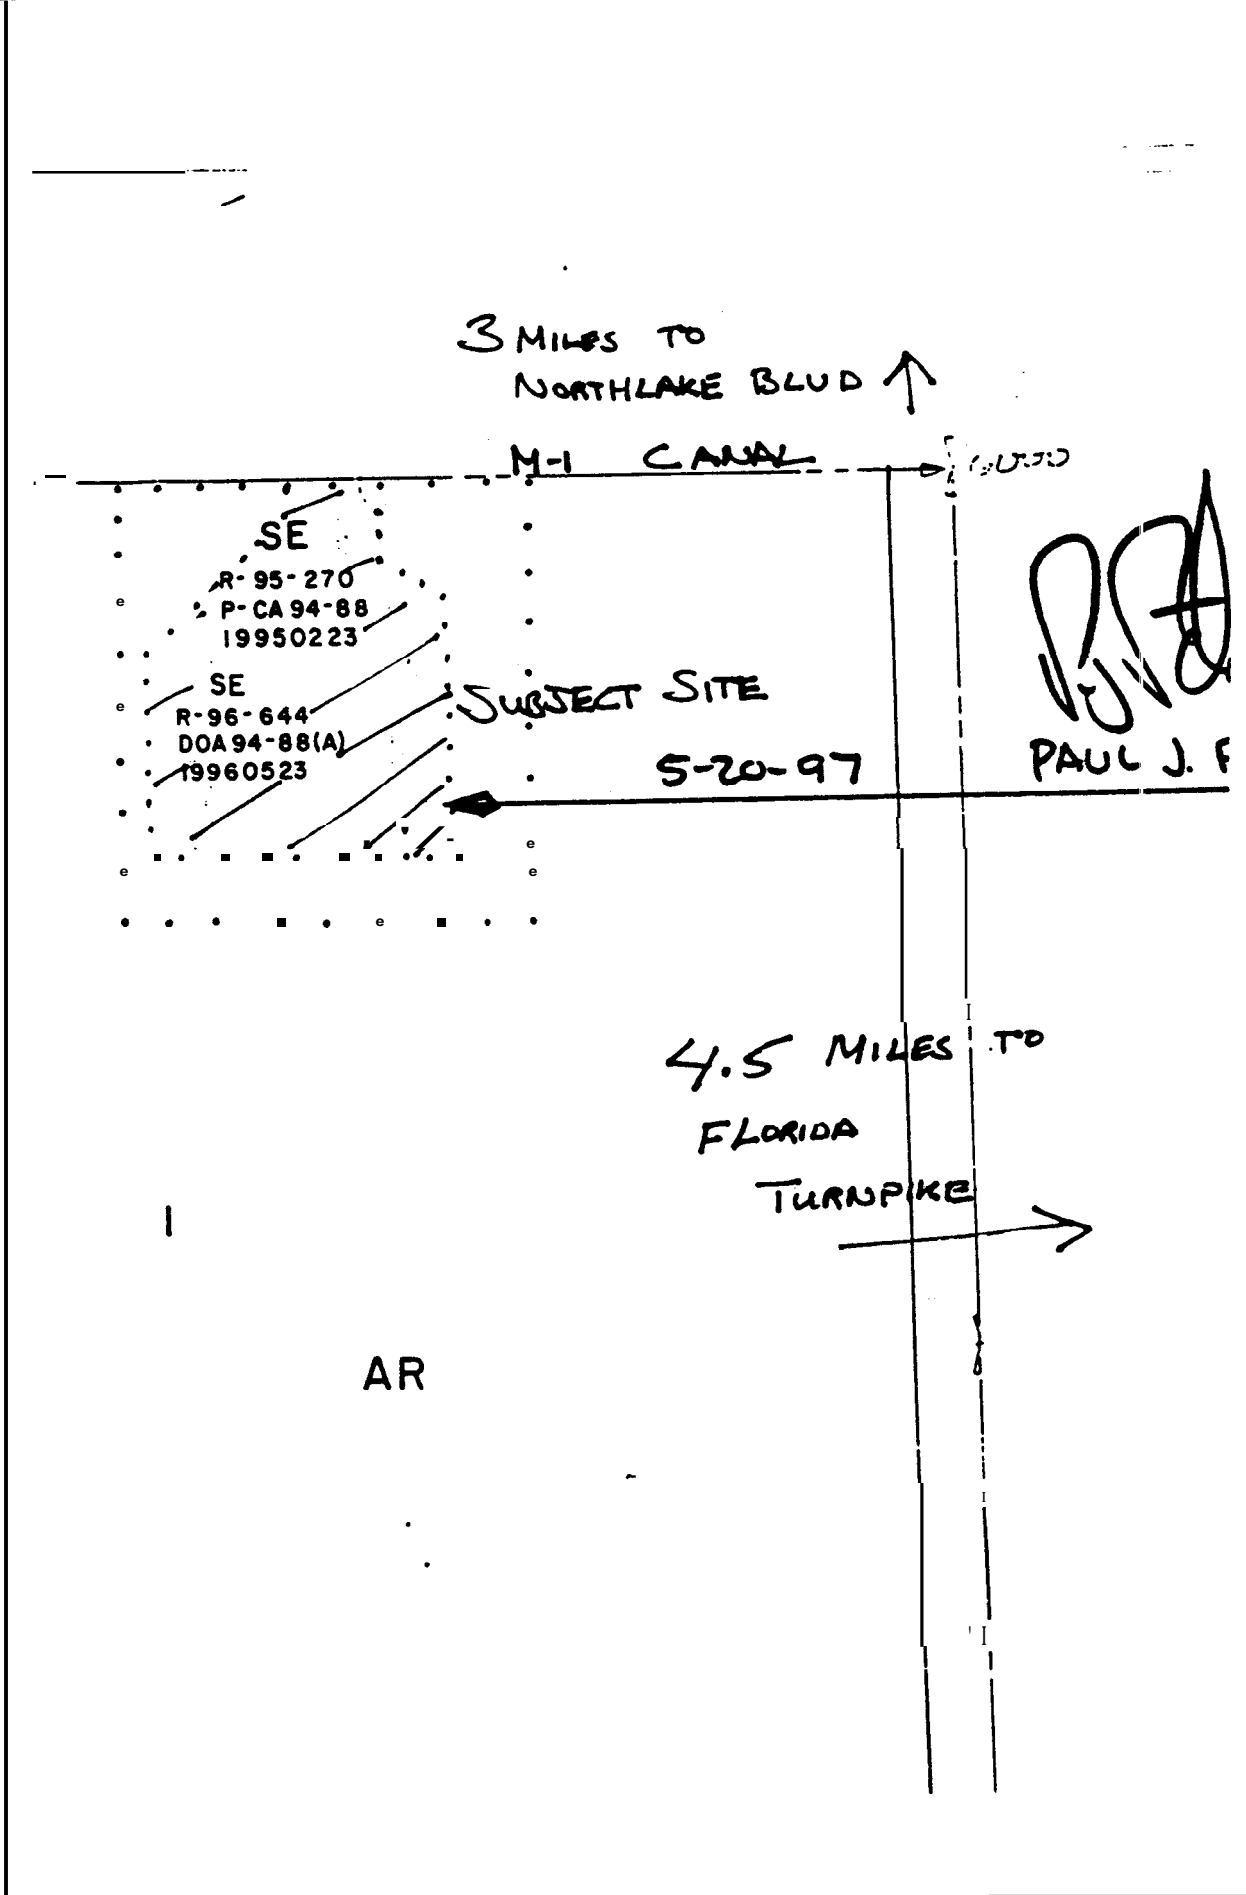 3 MILES TO
NORTHLAKE BLVD
M-1 CANAL
SE
R-95-270
P-CA 94-88
19950223
SE
R-96-644
DOA 94-88(A)
19960523
SUBJECT SITE
5-20-97
PAUL J.
4.5 MILES TO
FLORIDA
TURNPIKE
AR